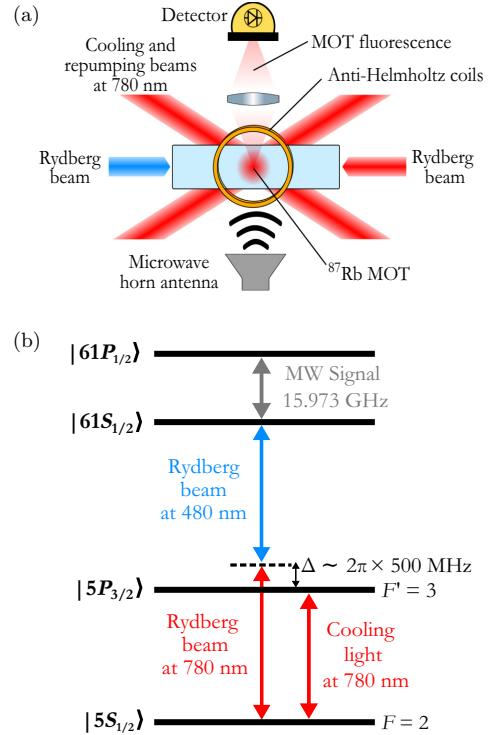 (a)
Detector
Cooling and
repumping beams
at 780 nm
MOT fluorescence
Anti-Helmholtz coils
Rydberg
beam
Rydberg
beam
Microwave
horn antenna
⁸⁷Rb MOT
(b)
|61P₁/₂⟩
MW Signal
15.973 GHz
|61S₁/₂⟩
Rydberg
beam
at 480 nm
Δ ~ 2π × 500 MHz
|5P₃/₂⟩
F' = 3
Rydberg
beam
at 780 nm
Cooling
light
at 780 nm
|5S₁/₂⟩
F = 2